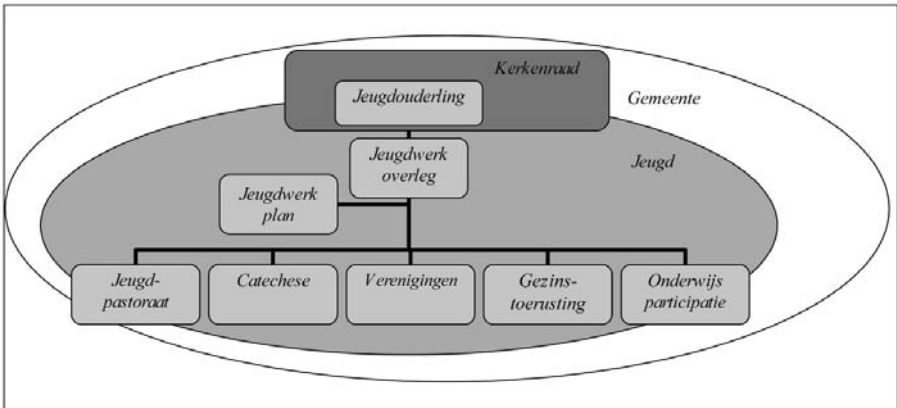 Kerkenraad
Jeugdouderling
Gemeente
Jeugdwerk
overleg
Jeugd
Jeugdwerk
plan
Jeugd-
pastoraat
Catechese
Verenigingen
Gezins-
toerusting
Onderwijs
participatie